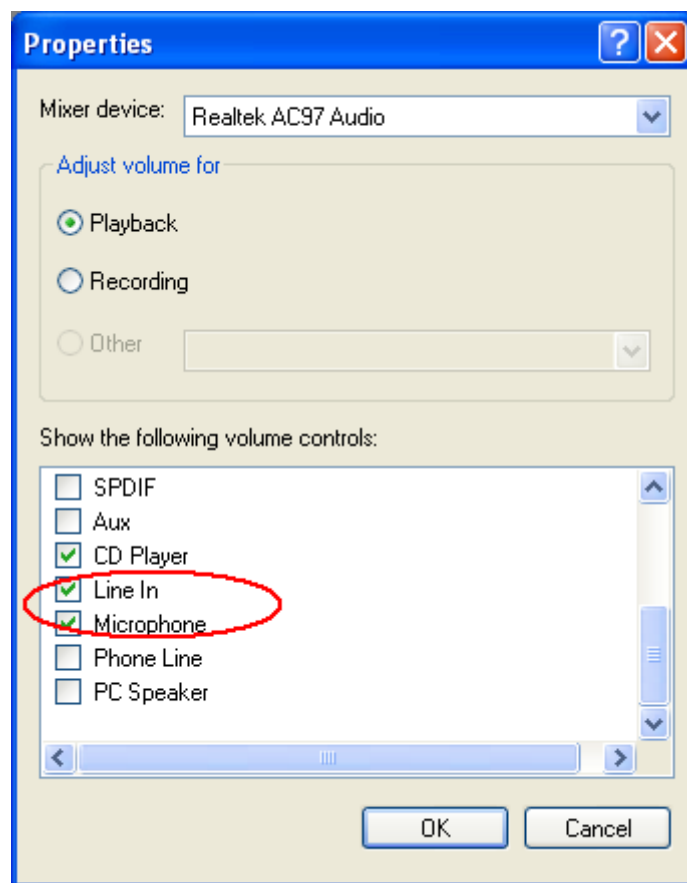 Properties
Mixer device: Realtek AC97 Audio
Adjust volume for
Playback
Recording
Other
Show the following volume controls:
SPDIF
Aux
CD Player
Line In
Microphone
Phone Line
PC Speaker
OK Cancel